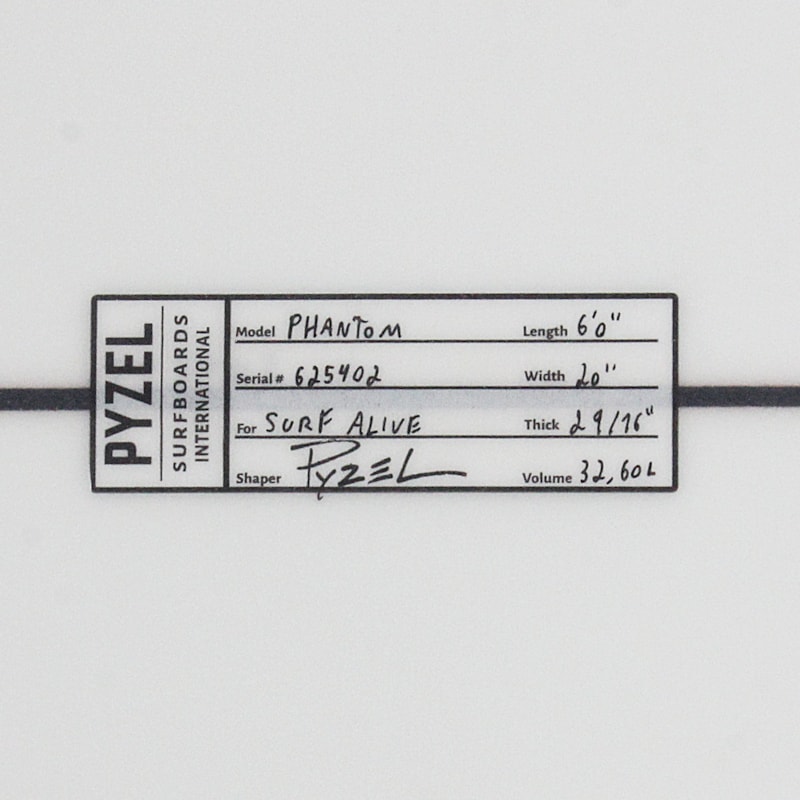 PYZEL
SURFBOARDS
INTERNATIONAL
Model PHANTOM Length 6'0"
Serial# 625402 Width 20"
For SURF ALIVE Thick 2 9/16"
Shaper PYZEL Volume 32,60L